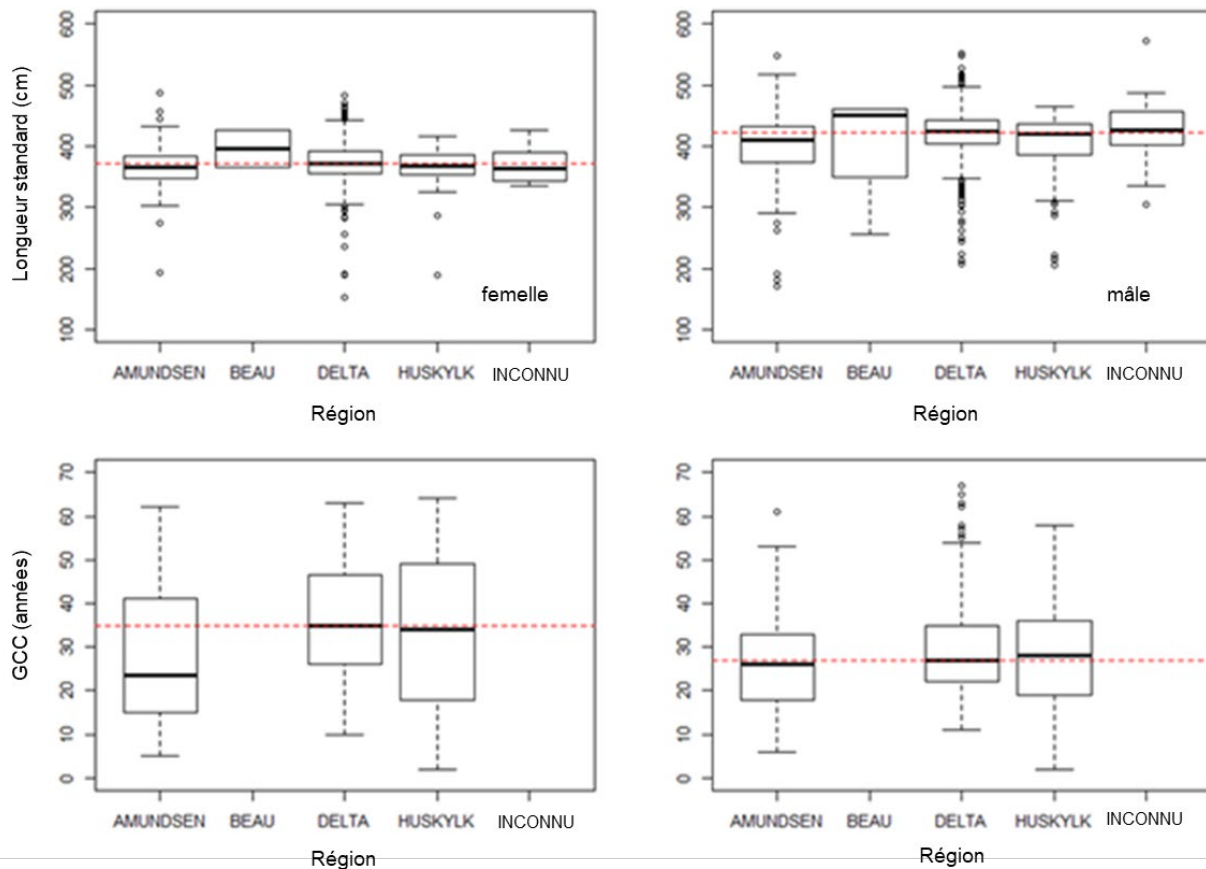 Longueur standard (cm)
600
500
400
300
200
100
femelle
AMUNDSEN BEAU DELTA HUSKYLK INCONNU
Région
600
500
400
300
200
100
mâle
AMUNDSEN BEAU DELTA HUSKYLK INCONNU
Région
GCC (années)
70
60
50
40
30
20
10
0
AMUNDSEN BEAU DELTA HUSKYLK INCONNU
Région
70
60
50
40
30
20
10
0
AMUNDSEN BEAU DELTA HUSKYLK INCONNU
Région